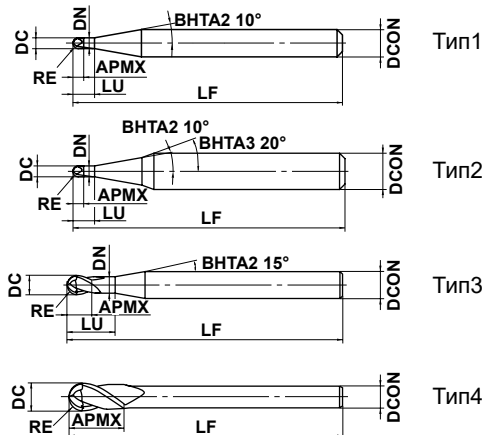 DC
DN
BHTA2 10°
DCON
Тип1
RE
APMX
LU
LF
DC
DN
BHTA2 10°
BHTA3 20°
DCON
Тип2
RE
APMX
LU
LF
DC
DN
BHTA2 15°
DCON
Тип3
RE
APMX
LU
LF
DC
DCON
Тип4
RE
APMX
LF